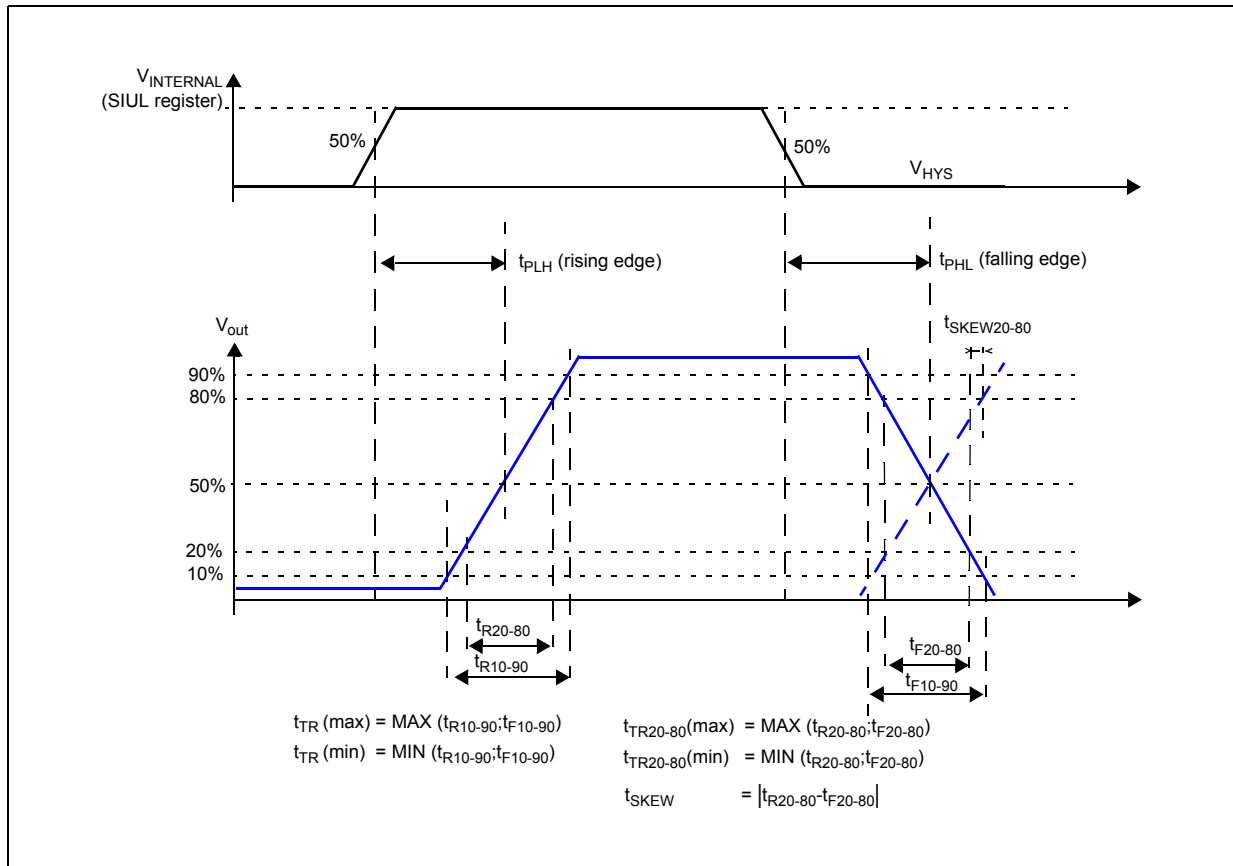 VINTERNAL
(SIUL register)
50%
50%
VHYS
tPLH (rising edge)
tPHL (falling edge)
tSKEW20-80
Vout
90%
80%
50%
20%
10%
tR20-80
tR10-90
tF20-80
tF10-90
tTR (max) = MAX (tR10-90;tF10-90)
tTR (min) = MIN (tR10-90;tF10-90)
tTR20-80(max) = MAX (tR20-80;tF20-80)
tTR20-80(min) = MIN (tR20-80;tF20-80)
tSKEW = |tR20-80-tF20-80|